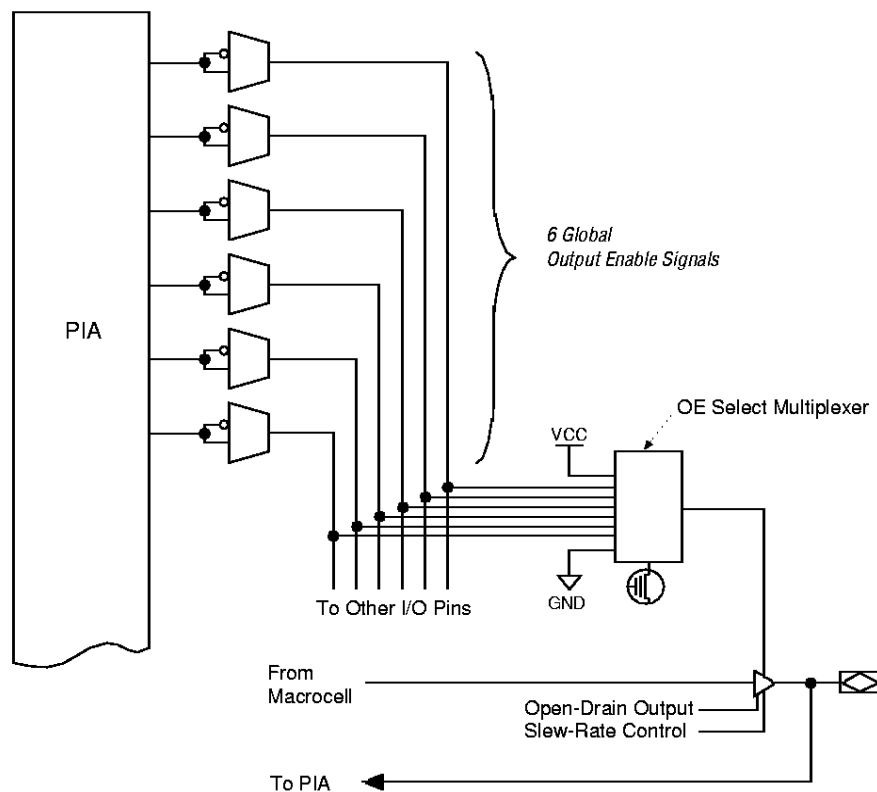 6 Global
Output Enable Signals
PIA
OE Select Multiplexer
VCC
GND
To Other I/O Pins
From
Macrocell
Open-Drain Output
Slew-Rate Control
To PIA